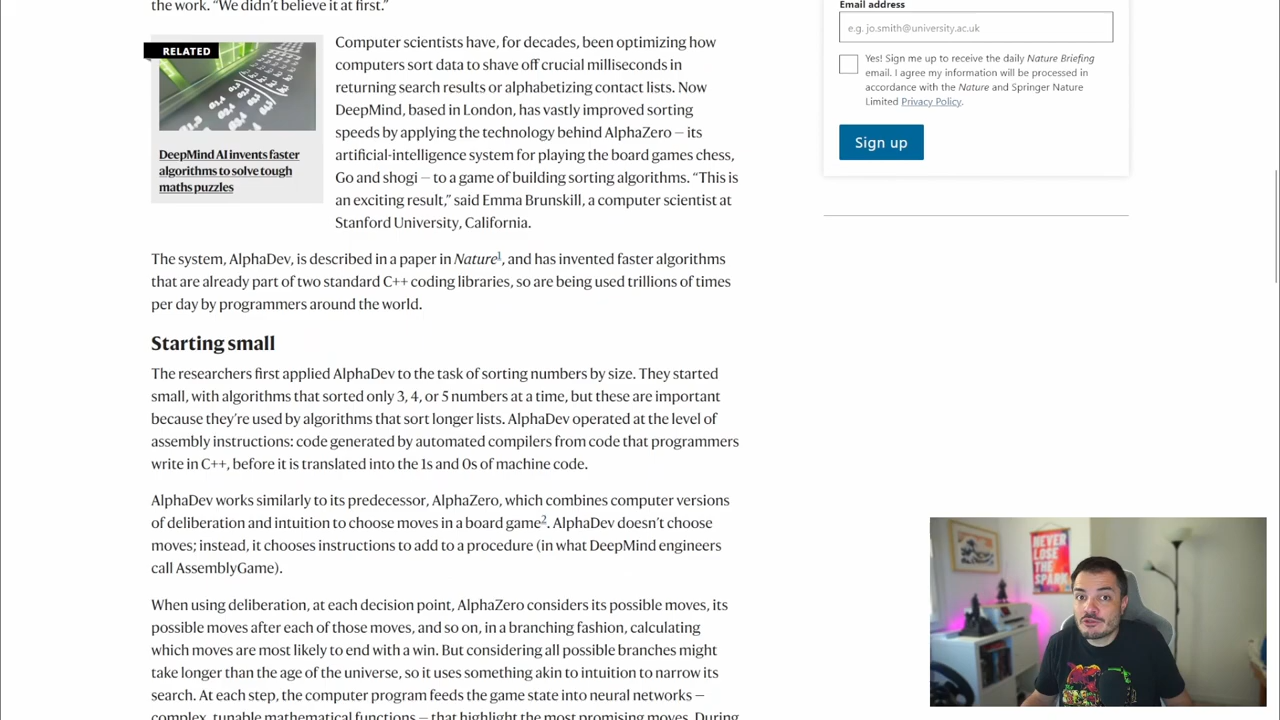 the work. “We didn’t believe it at first.”
RELATED
DeepMind AI invents faster
algorithms to solve tough
maths puzzles
Computer scientists have, for decades, been optimizing how
computers sort data to shave off crucial milliseconds in
returning search results or alphabetizing contact lists. Now
DeepMind, based in London, has vastly improved sorting
speeds by applying the technology behind AlphaZero — its
artificial-intelligence system for playing the board games chess,
Go and shogi — to a game of building sorting algorithms. “This is
an exciting result,” said Emma Brunskill, a computer scientist at
Stanford University, California.
The system, AlphaDev, is described in a paper in Nature1, and has invented faster algorithms
that are already part of two standard C++ coding libraries, so are being used trillions of times
per day by programmers around the world.
Starting small
The researchers first applied AlphaDev to the task of sorting numbers by size. They started
small, with algorithms that sorted only 3, 4, or 5 numbers at a time, but these are important
because they’re used by algorithms that sort longer lists. AlphaDev operated at the level of
assembly instructions: code generated by automated compilers from code that programmers
write in C++, before it is translated into the 1s and 0s of machine code.
AlphaDev works similarly to its predecessor, AlphaZero, which combines computer versions
of deliberation and intuition to choose moves in a board game2. AlphaDev doesn’t choose
moves; instead, it chooses instructions to add to a procedure (in what DeepMind engineers
call AssemblyGame).
When using deliberation, at each decision point, AlphaZero considers its possible moves, its
possible moves after each of those moves, and so on, in a branching fashion, calculating
which moves are most likely to end with a win. But considering all possible branches might
take longer than the age of the universe, so it uses something akin to intuition to narrow its
search. At each step, the computer program feeds the game state into neural networks —
complex, tunable mathematical functions — that highlight the most promising moves. During
Email address
e.g. jo.smith@university.ac.uk
Yes! Sign me up to receive the daily Nature Briefing
email. I agree my information will be processed in
accordance with the Nature and Springer Nature
Limited Privacy Policy.
Sign up
NEVER
LOSE
THE
SPARK